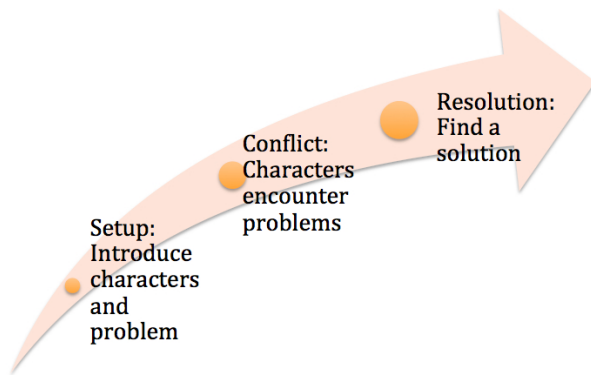 Setup:
Introduce
characters
and
problem
Conflict:
Characters
encounter
problems
Resolution:
Find a
solution